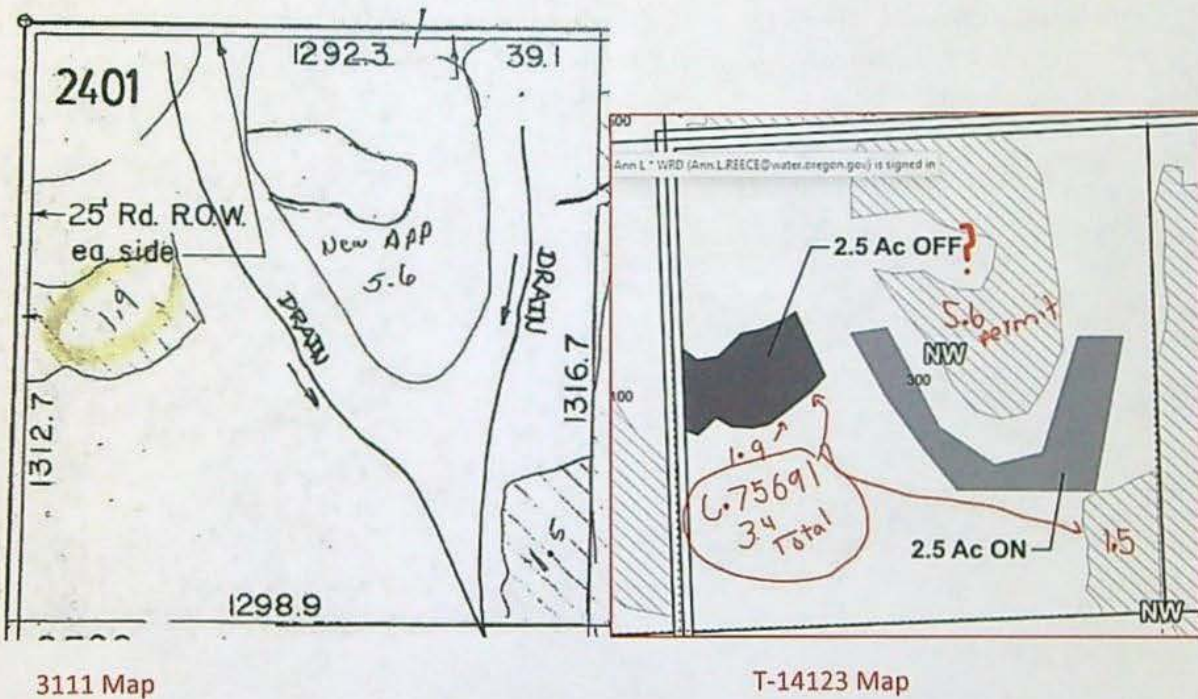 1292.3
39.1
2401
25' Rd. R.O.W.
ea side
New APP
5.6
1.9
DRAIN
DRAIN
1312.7
1316.7
1.5
1298.9
3111 Map
Ann L * WRD (Ann.L.REECE@water.oregon.gov) is signed in
2.5 Ac OFF?
5.6
permit
NW
300
100
1.9
C.75691
3.4
Total
2.5 Ac ON
1.5
NW
T-14123 Map